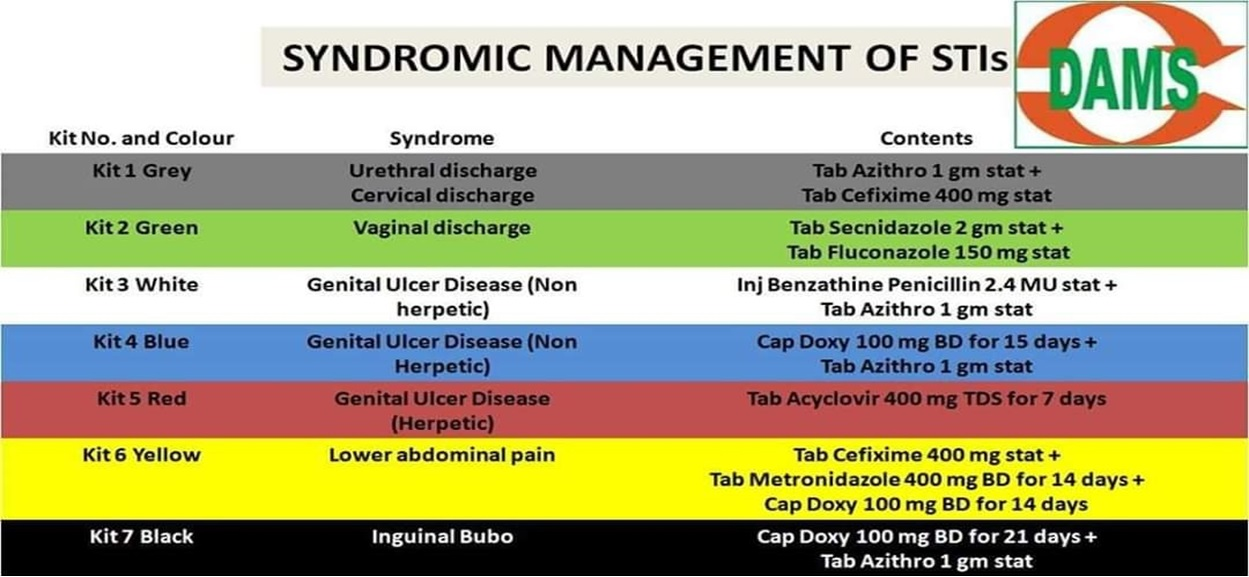 SYNDROMIC MANAGEMENT OF STIs
DAMS
Kit No. and Colour Syndrome Contents
Kit 1 Grey Urethral discharge Tab Azithro 1 gm stat +
Cervical discharge Tab Cefixime 400 mg stat
Kit 2 Green Vaginal discharge Tab Secnidazole 2 gm stat +
Tab Fluconazole 150 mg stat
Kit 3 White Genital Ulcer Disease (Non Inj Benzathine Penicillin 2.4 MU stat +
herpetic) Tab Azithro 1 gm stat
Kit 4 Blue Genital Ulcer Disease (Non Cap Doxy 100 mg BD for 15 days +
Herpetic) Tab Azithro 1 gm stat
Kit 5 Red Genital Ulcer Disease Tab Acyclovir 400 mg TDS for 7 days
(Herpetic)
Kit 6 Yellow Lower abdominal pain Tab Cefixime 400 mg stat +
Tab Metronidazole 400 mg BD for 14 days +
Cap Doxy 100 mg BD for 14 days
Kit 7 Black Inguinal Bubo Cap Doxy 100 mg BD for 21 days +
Tab Azithro 1 gm stat